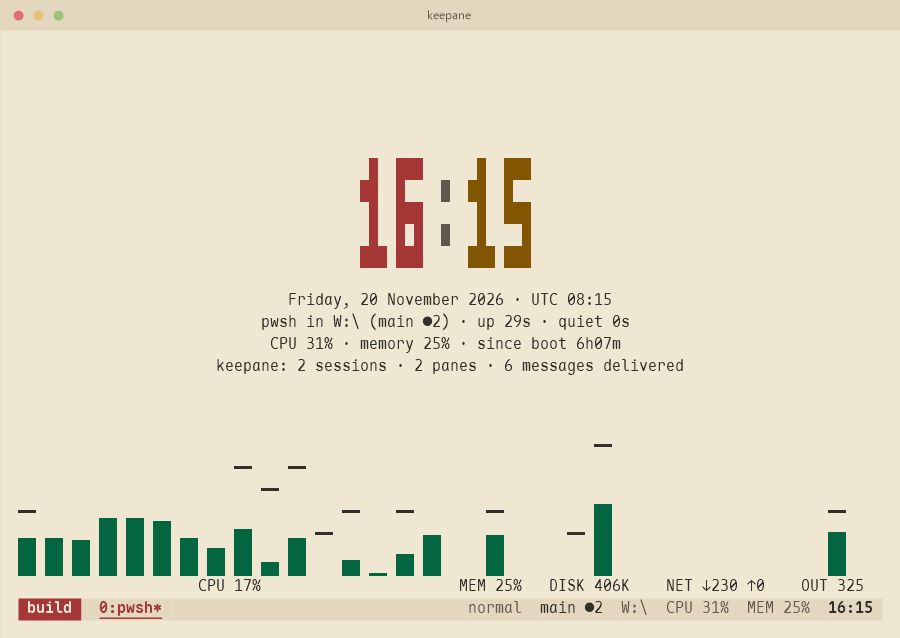 keepane
16:15
Friday, 20 November 2026 · UTC 08:15
pwsh in W:\ (main ●2) · up 29s · quiet 0s
CPU 31% · memory 25% · since boot 6h07m
keepane: 2 sessions · 2 panes · 6 messages delivered
CPU 17% MEM 25% DISK 406K NET ↓230 ↑0 OUT 325
build 0:pwsh* normal main ●2 W:\ CPU 31% MEM 25% 16:15